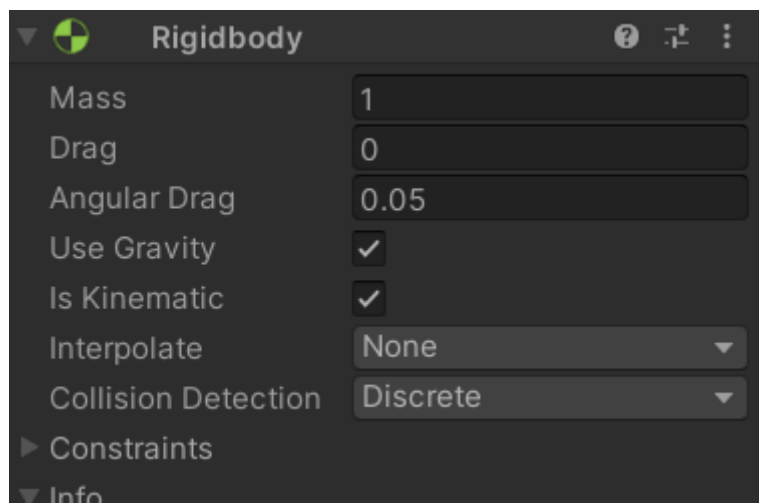 Rigidbody
Mass 1
Drag 0
Angular Drag 0.05
Use Gravity
Is Kinematic
Interpolate None
Collision Detection Discrete
Constraints
Info